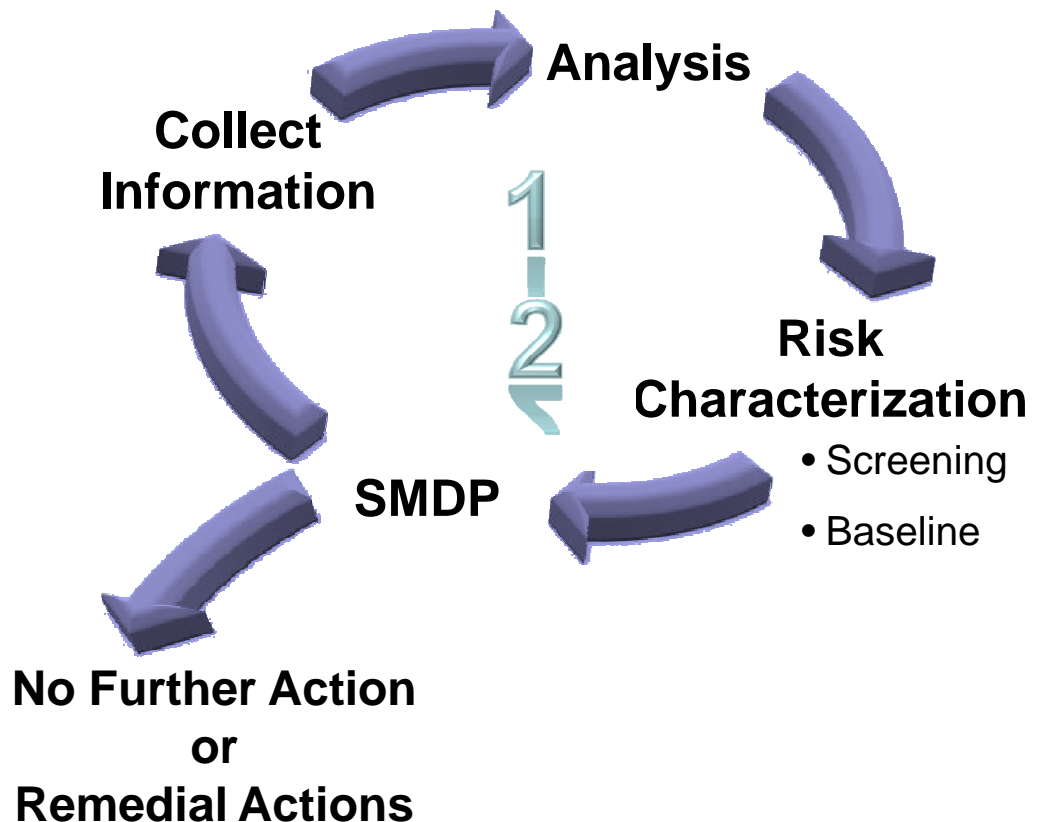 Analysis
Collect
Information
1
2
Risk
Characterization
• Screening
• Baseline
SMDP
No Further Action
or
Remedial Actions